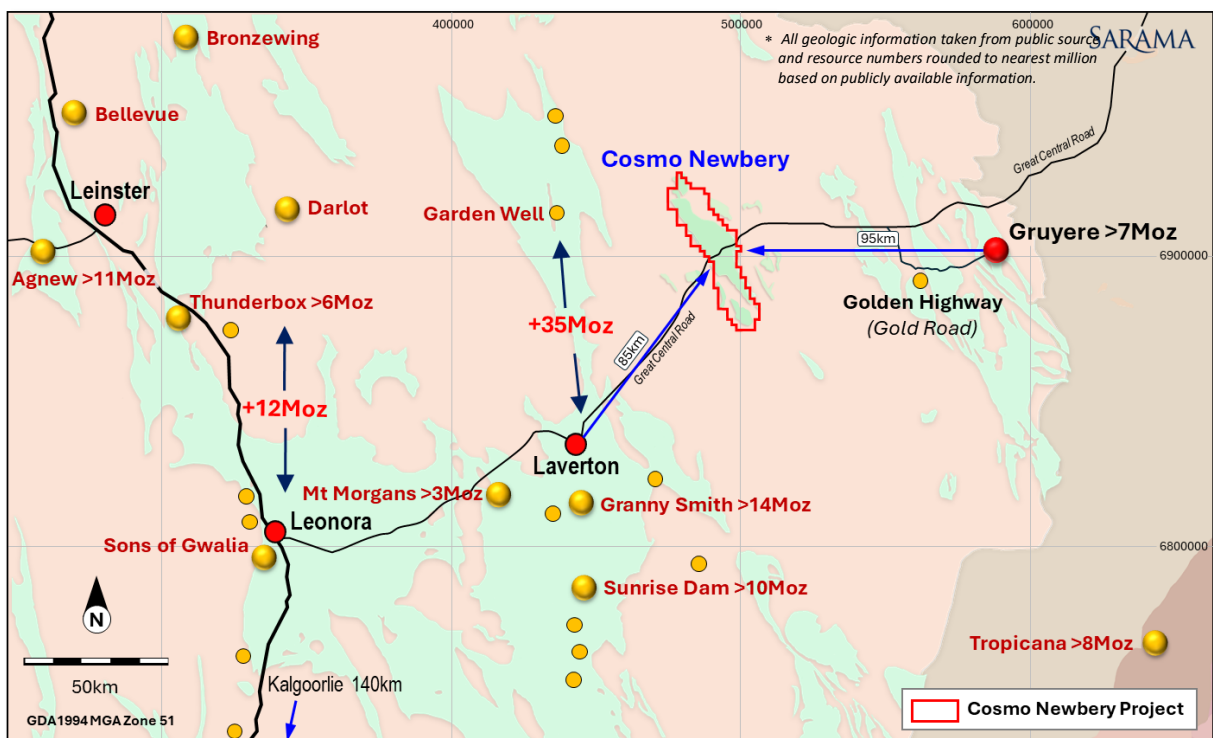 400000
500000
600000
* All geologic information taken from public source
and resource numbers rounded to nearest million
based on publicly available information.
SARAMA
Bronzewing
Bellevue
Great Central Road
Cosmo Newbery
Leinster
Darlot
Garden Well
Gruyere >7Moz
95km
6900000
Agnew >11Moz
Thunderbox >6Moz
Golden Highway
(Gold Road)
+35Moz
85km
Great Central Road
+12Moz
Laverton
Mt Morgans >3Moz
Granny Smith >14Moz
Leonora
Sons of Gwalia
6800000
Sunrise Dam >10Moz
N
Tropicana >8Moz
50km
Kalgoorlie 140km
GDA1994 MGA Zone 51
Cosmo Newbery Project